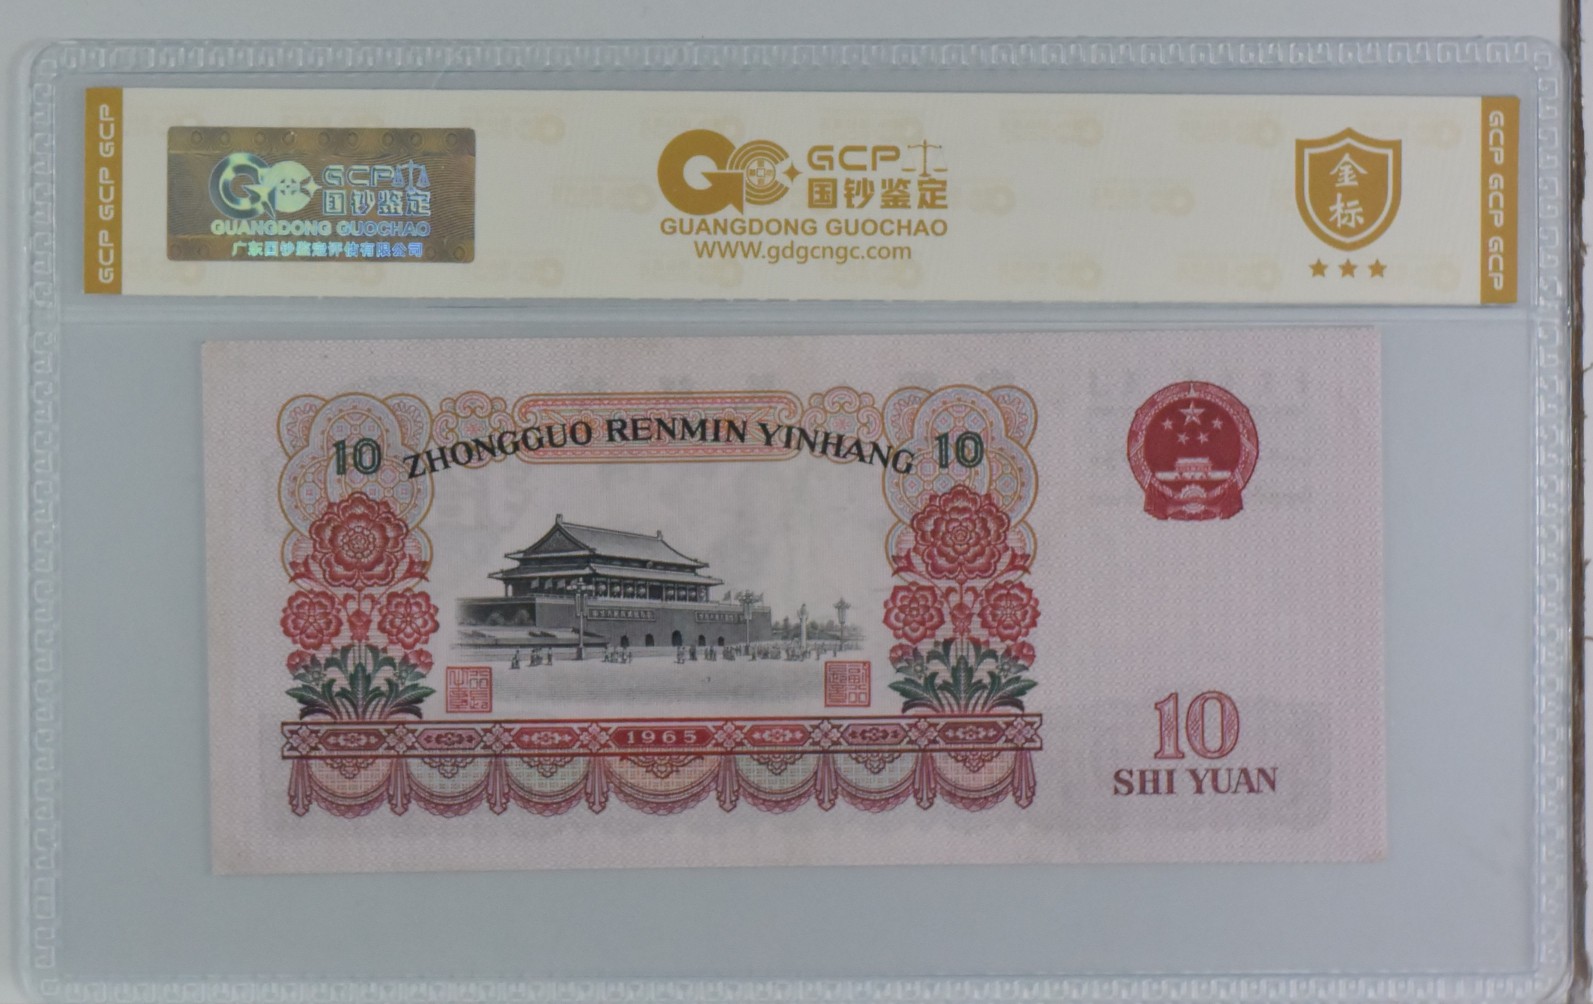 GCP GCP GCP
GCP
国钞鉴定
GUANGDONG GUOCHAO
广东国钞鉴定评估有限公司
GCP
国钞鉴定
GUANGDONG GUOCHAO
www.gdgcngc.com
金标
GCP GCP GCP
10 ZHONGGUO RENMIN YINHANG 10
1965
10
SHI YUAN